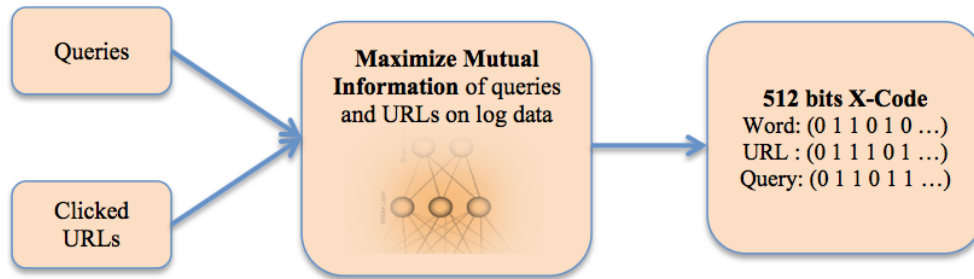 Queries
Clicked
URLs
Maximize Mutual
Information of queries
and URLs on log data
512 bits X-Code
Word: (0 1 1 0 1 0 ...)
URL : (0 1 1 1 0 1 ...)
Query: (0 1 1 0 1 1 ...)